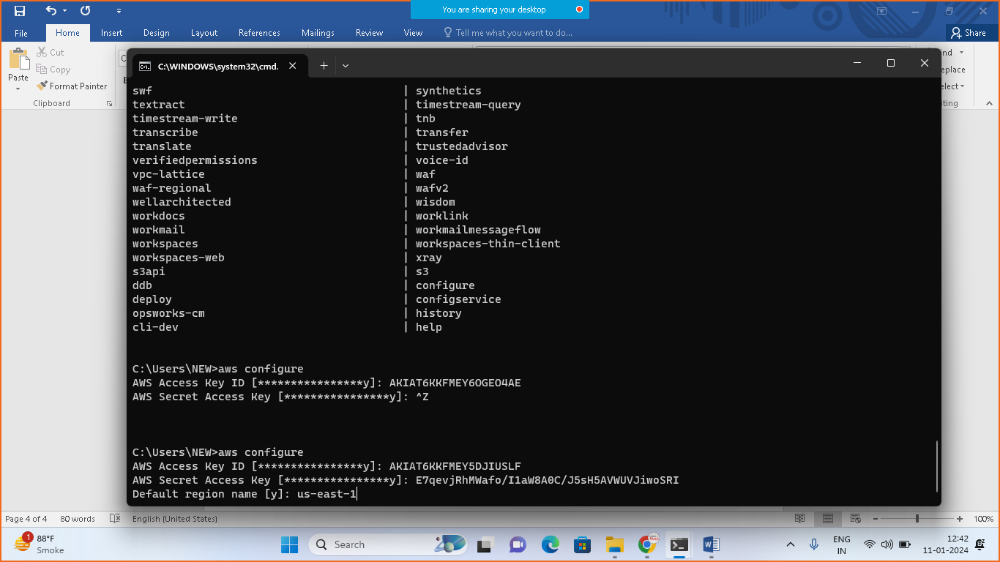 You are sharing your desktop
File Home Insert Design Layout References Mailings Review View Tell me what you want to do... Share
Cut
Copy
Paste
Format Painter
Clipboard
C:\WINDOWS\system32\cmd.
swf | synthetics
textract | timestream-query
timestream-write | tnb
transcribe | transfer
translate | trustedadvisor
verifiedpermissions | voice-id
vpc-lattice | waf
waf-regional | wafv2
wellarchitected | wisdom
workdocs | worklink
workmail | workmailmessageflow
workspaces | workspaces-thin-client
workspaces-web | xray
s3api | s3
ddb | configure
deploy | configservice
opsworks-cm | history
cli-dev | help
C:\Users\NEW>aws configure
AWS Access Key ID [****************y]: AKIAT6KKFMEY6OGEO4AE
AWS Secret Access Key [****************y]: ^Z
C:\Users\NEW>aws configure
AWS Access Key ID [****************y]: AKIAT6KKFMEY5DJIUSLF
AWS Secret Access Key [****************y]: 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
Default region name [y]: us-east-1
Page 4 of 4 80 words English (United States) 100%
1
88°F
Smoke
Search
ENG
IN
12:42
11-01-2024